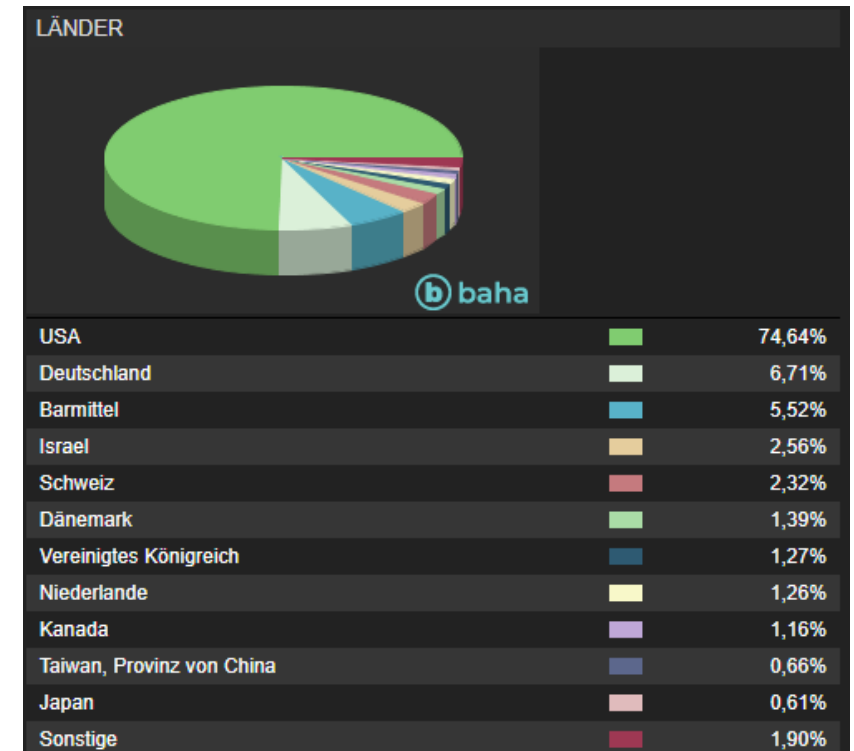 LÄNDER
baha
USA 74,64%
Deutschland 6,71%
Barmittel 5,52%
Israel 2,56%
Schweiz 2,32%
Dänemark 1,39%
Vereinigtes Königreich 1,27%
Niederlande 1,26%
Kanada 1,16%
Taiwan, Provinz von China 0,66%
Japan 0,61%
Sonstige 1,90%